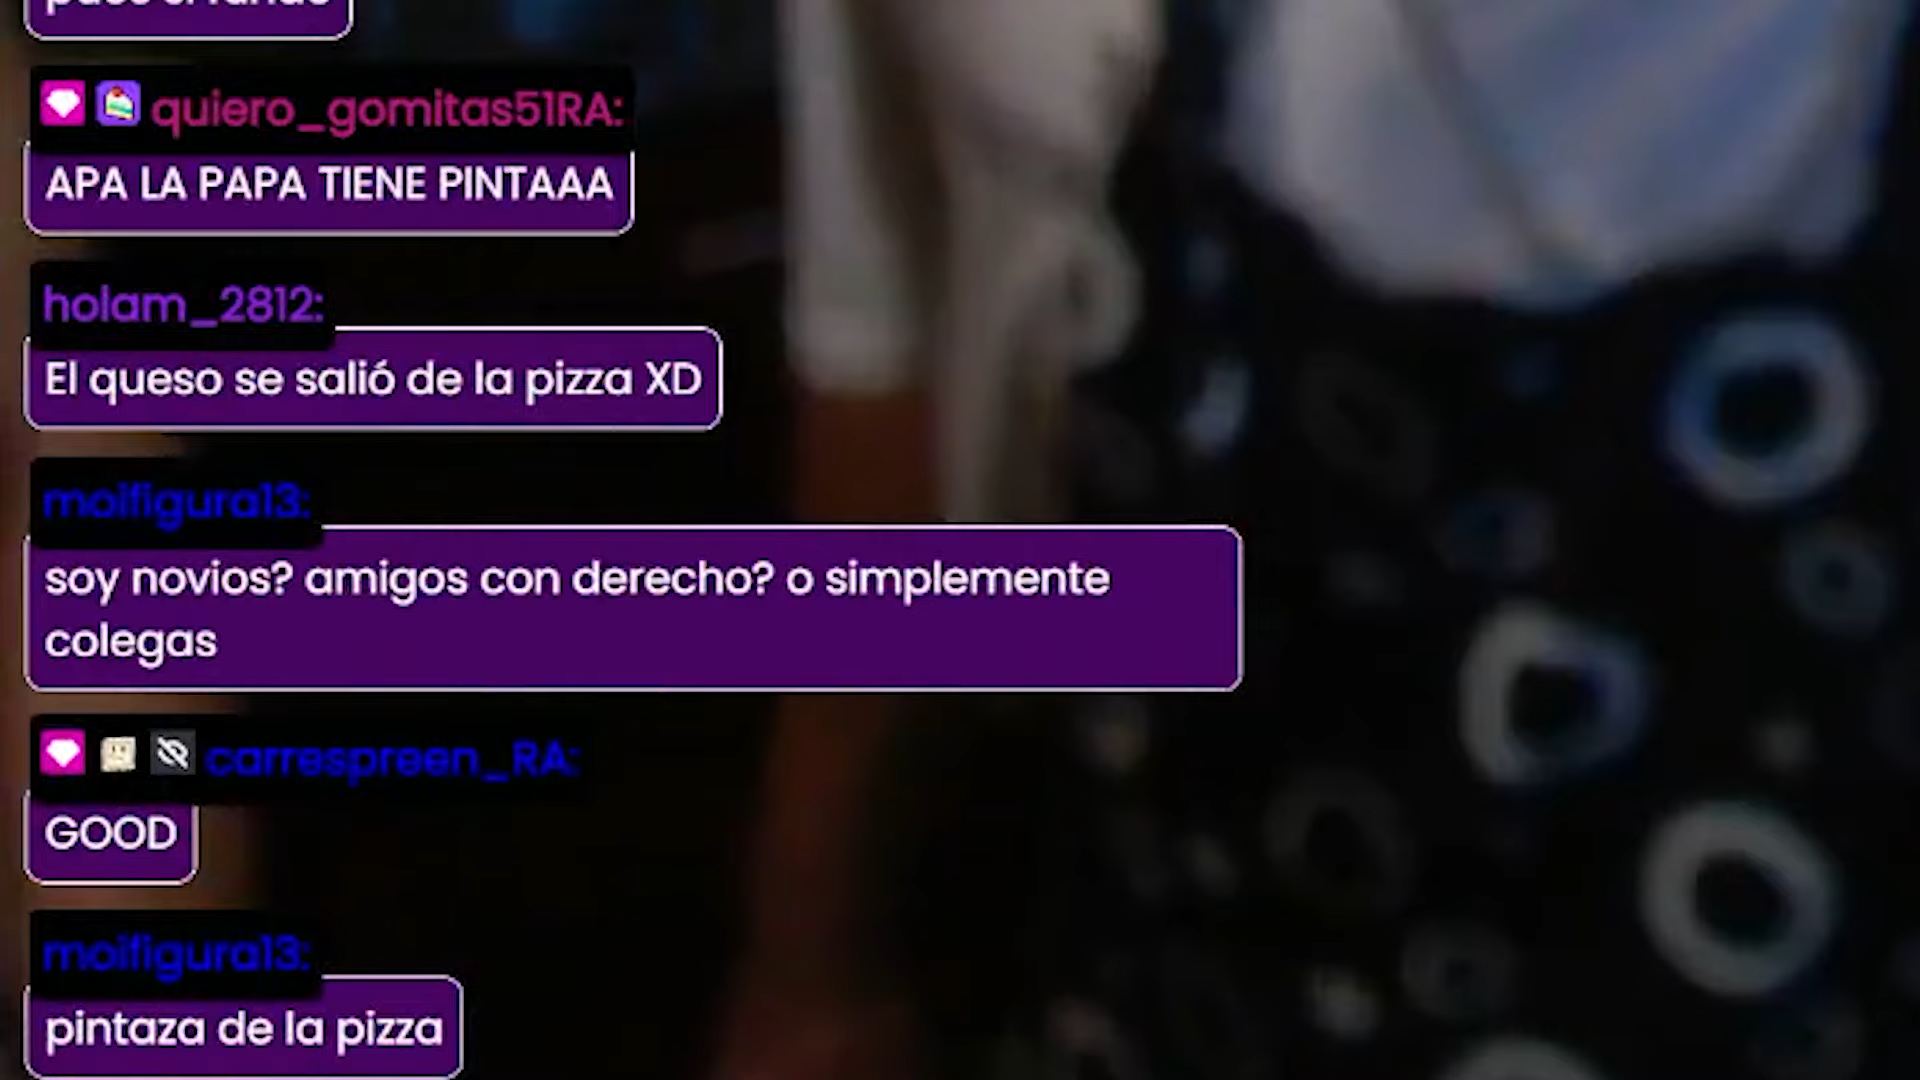 quiero_gomitas51RA:
APA LA PAPA TIENE PINTAAA
holam_2812:
El queso se salió de la pizza XD
moifigura13:
soy novios? amigos con derecho? o simplemente
colegas
carrespreen_RA:
GOOD
moifigura13:
pintaza de la pizza